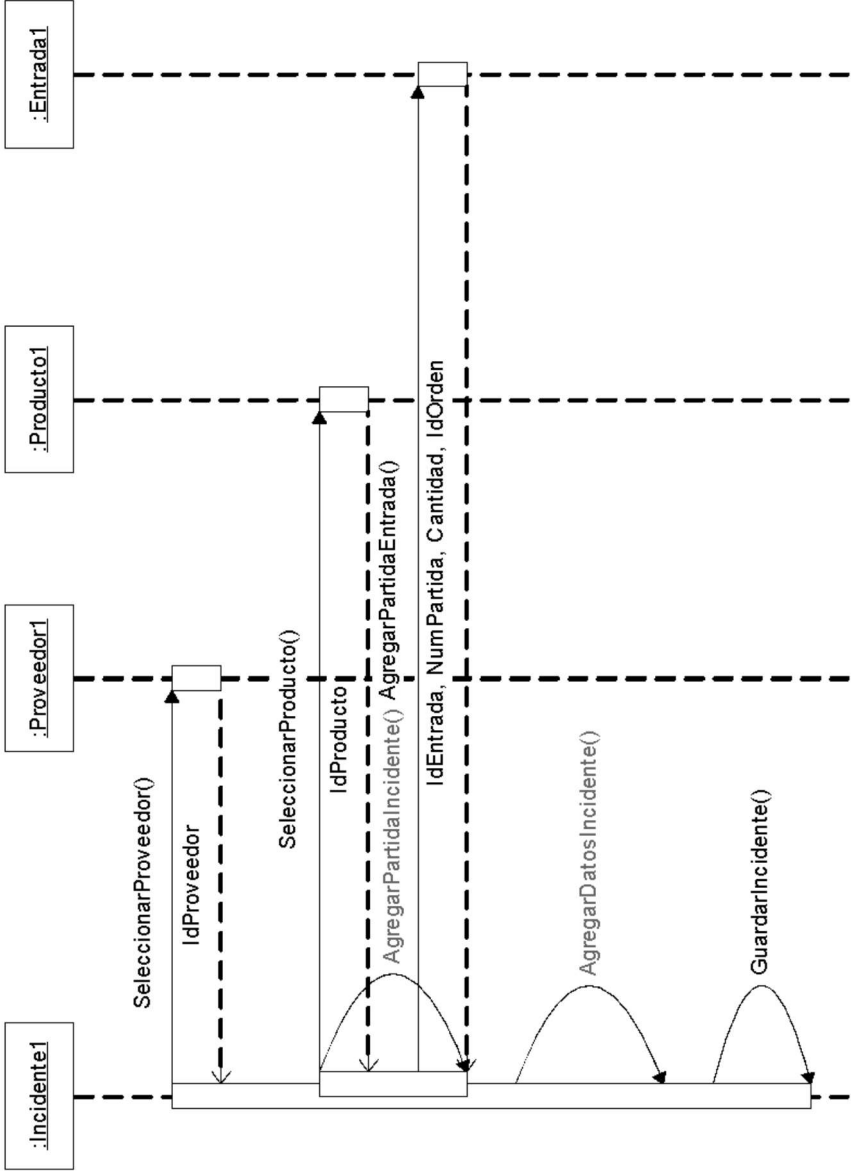 :Incidente1
:Proveedor1
:Producto1
:Entrada1
SeleccionarProveedor()
IdProveedor
SeleccionarProducto()
IdProducto
AgregarPartidaIncidente()
AgregarPartidaEntrada()
IdEntrada, NumPartida, Cantidad, IdOrden
AgregarDatosIncidente()
GuardarIncidente()